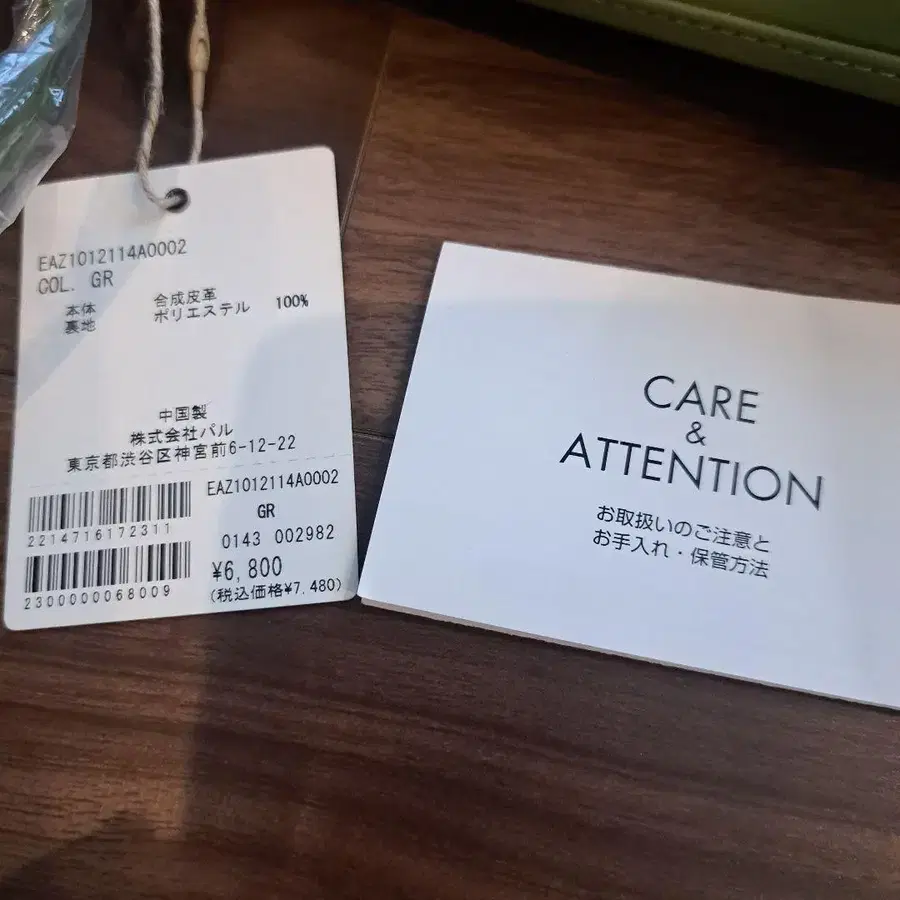 EAZ1012114A0002
COL. GR
本体 合成皮革
裏地 ポリエステル 100%
中国製
株式会社パル
東京都渋谷区神宮前6-12-22
EAZ1012114A0002
GR
2214716172311
0143 002982
¥6,800
2300000068009
(税込価格¥7,480)
CARE
&
ATTENTION
お取扱いのご注意と
お手入れ・保管方法